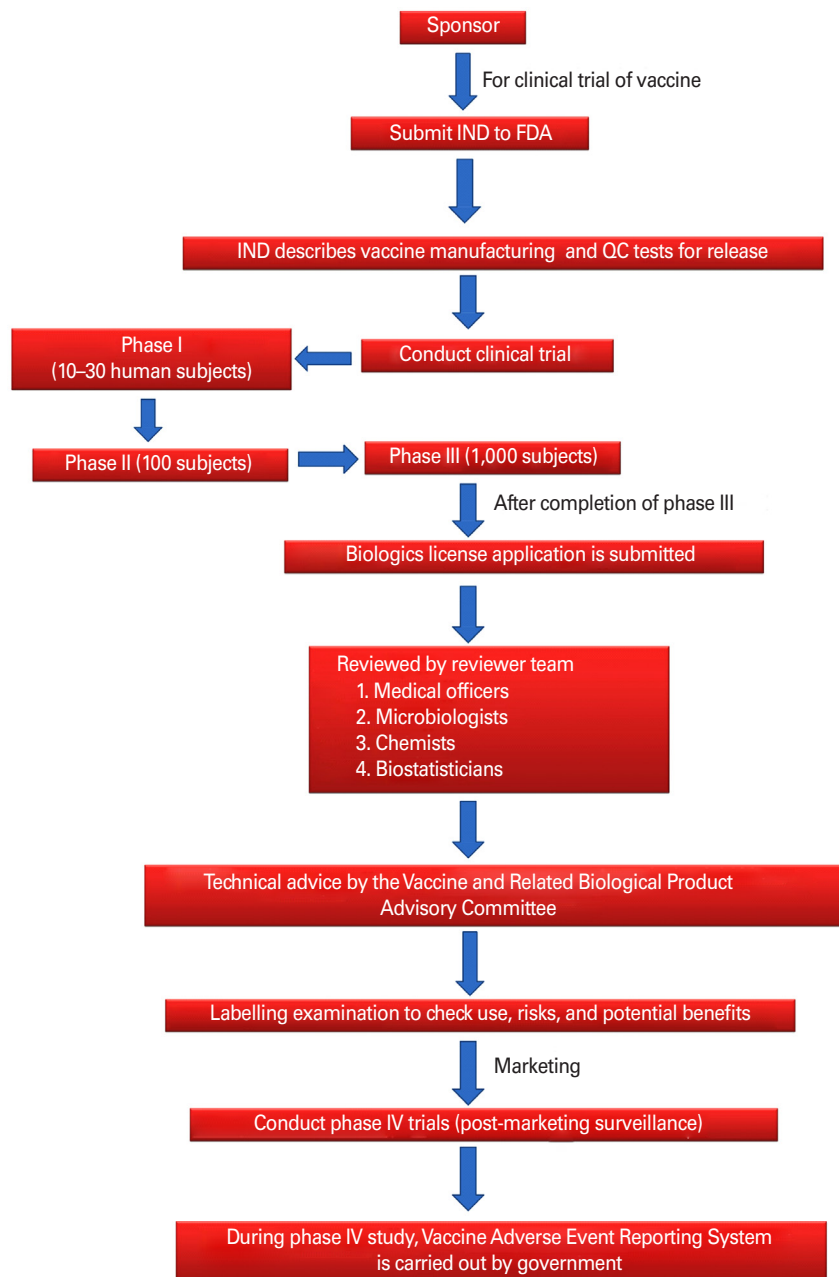 Sponsor
For clinical trial of vaccine
Submit IND to FDA
IND describes vaccine manufacturing and QC tests for release
Conduct clinical trial
Phase I
(10–30 human subjects)
Phase II (100 subjects)
Phase III (1,000 subjects)
After completion of phase III
Biologics license application is submitted
Reviewed by reviewer team
1. Medical officers
2. Microbiologists
3. Chemists
4. Biostatisticians
Technical advice by the Vaccine and Related Biological Product
Advisory Committee
Labelling examination to check use, risks, and potential benefits
Marketing
Conduct phase IV trials (post-marketing surveillance)
During phase IV study, Vaccine Adverse Event Reporting System
is carried out by government